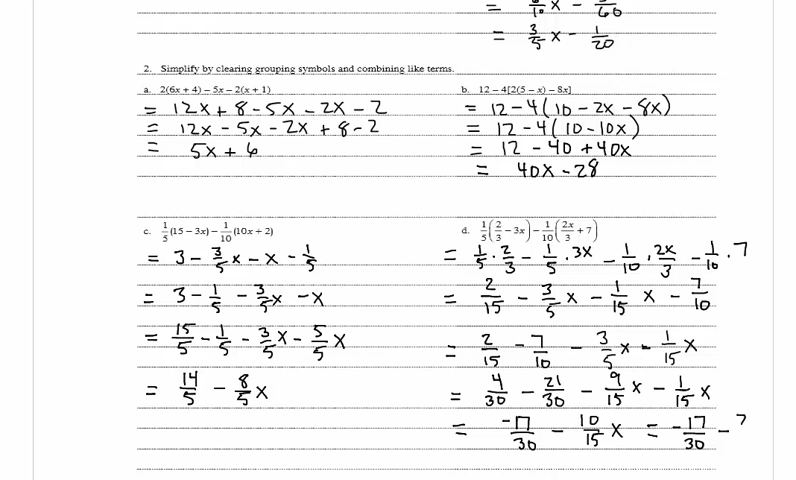 = 6/10 x - 3/60
= 3/5 x - 1/20
2. Simplify by clearing grouping symbols and combining like terms.
a. 2(6x + 4) – 5x – 2(x + 1)
= 12x + 8 - 5x - 2x - 2
= 12x - 5x - 2x + 8 - 2
= 5x + 6
b. 12 – 4[2(5 – x) – 8x]
= 12 - 4(10 - 2x - 8x)
= 12 - 4(10 - 10x)
= 12 - 40 + 40x
= 40x - 28
c. 1/5 (15 – 3x) – 1/10 (10x + 2)
= 3 - 3/5 x - x - 1/5
= 3 - 1/5 - 3/5 x - x
= 15/5 - 1/5 - 3/5 x - 5/5 x
= 14/5 - 8/5 x
d. 1/5 (2/3 – 3x) – 1/10 (2x/3 + 7)
= 1/5 · 2/3 - 1/5 · 3x - 1/10 · 2x/3 - 1/10 · 7
= 2/15 - 3/5 x - 1/15 x - 7/10
= 2/15 - 7/10 - 3/5 x - 1/15 x
= 4/30 - 21/30 - 9/15 x - 1/15 x
= -17/30 - 10/15 x = -17/30 -